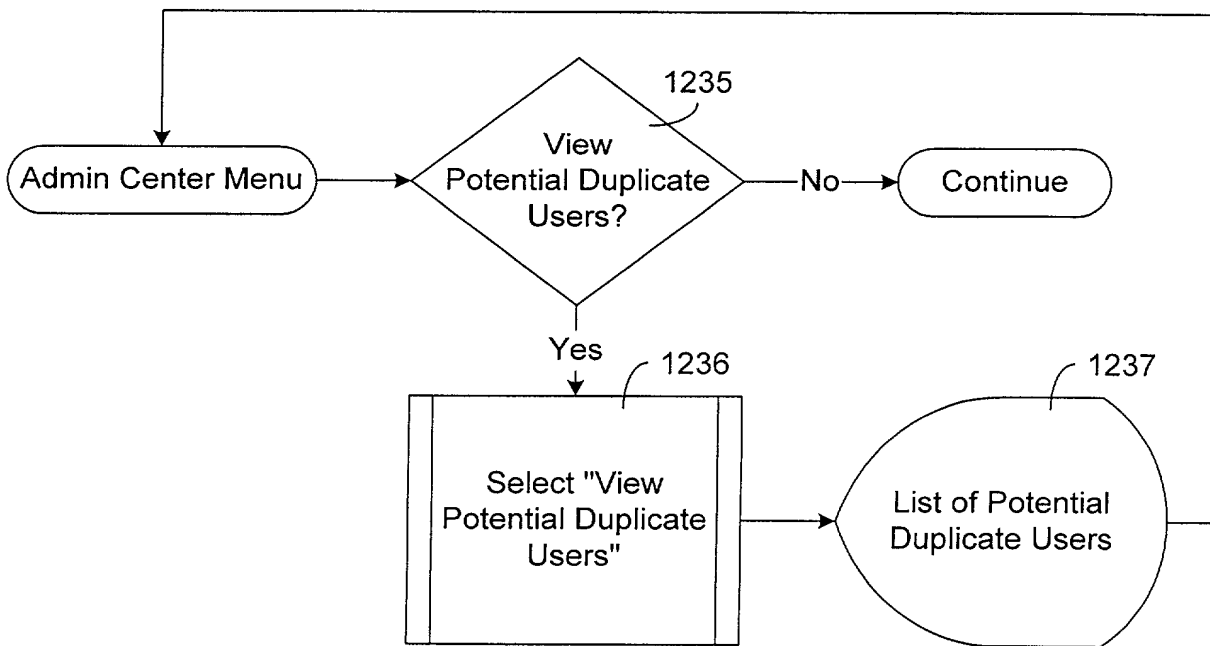 1235
View
Potential Duplicate
Users?
Admin Center Menu
No
Continue
Yes
1236
1237
Select "View
Potential Duplicate
Users"
List of Potential
Duplicate Users